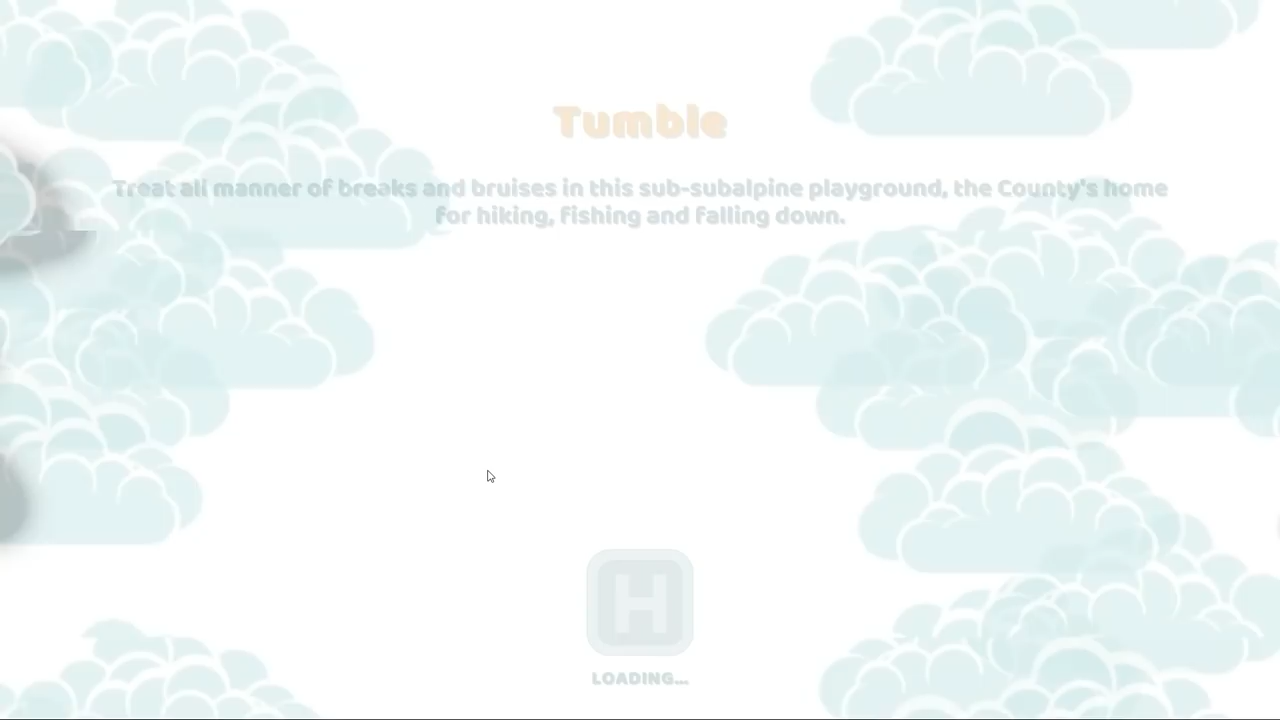 Tumble
Treat all manner of breaks and bruises in this sub-subalpine playground, the County's home
for hiking, fishing and falling down.
H
LOADING...